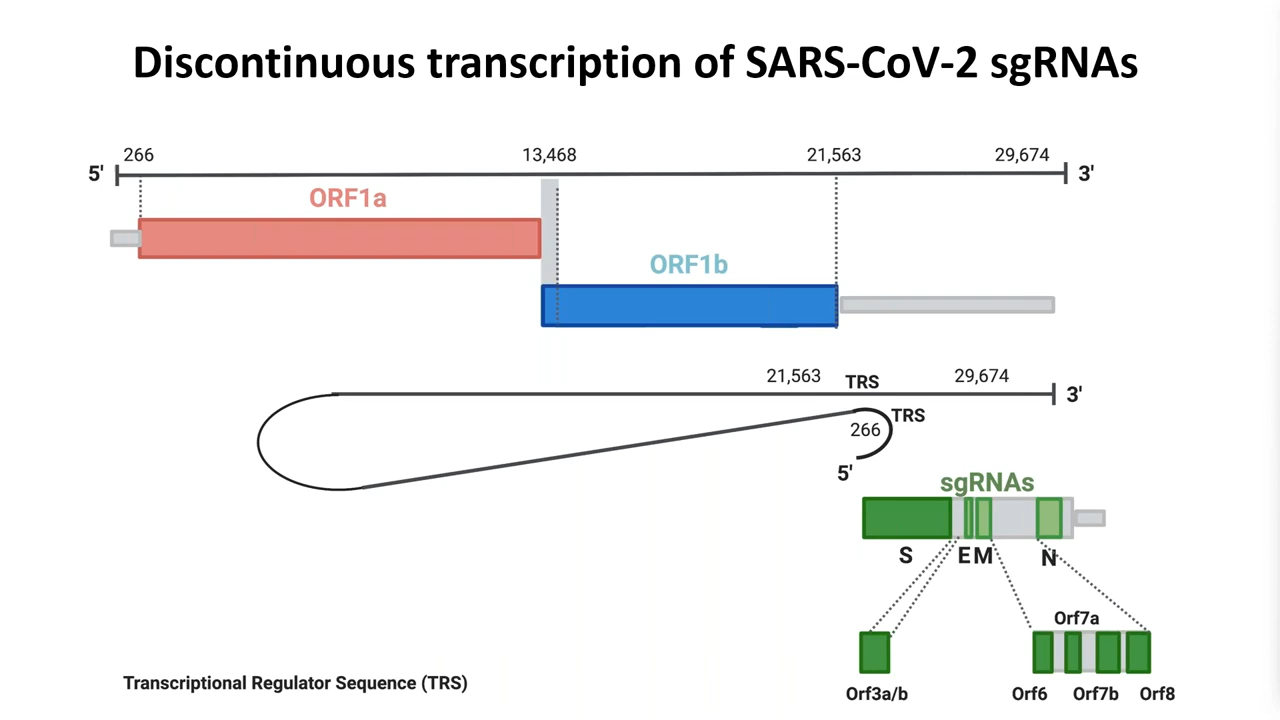 Discontinuous transcription of SARS-CoV-2 sgRNAs
266 13,468 21,563 29,674
5' 3'
ORF1a
ORF1b
21,563 TRS 29,674
3'
TRS
266
5'
sgRNAs
S E M N
Orf7a
Transcriptional Regulator Sequence (TRS)
Orf3a/b Orf6 Orf7b Orf8